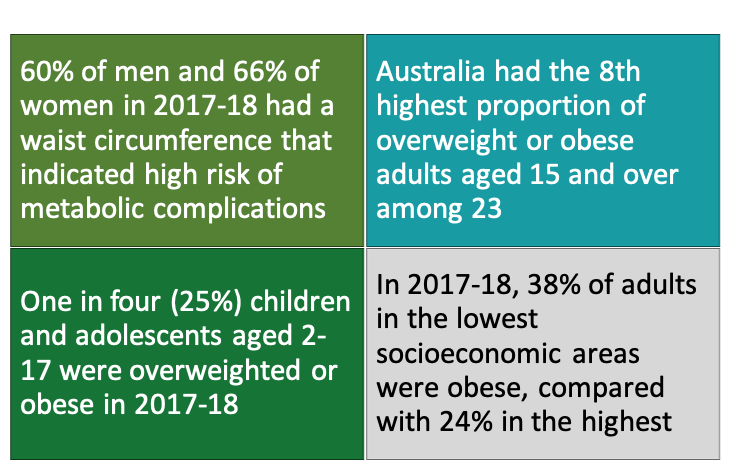 60% of men and 66% of
women in 2017-18 had a
waist circumference that
indicated high risk of
metabolic complications
Australia had the 8th
highest proportion of
overweight or obese
adults aged 15 and over
among 23
One in four (25%) children
and adolescents aged 2-
17 were overweighted or
obese in 2017-18
In 2017-18, 38% of adults
in the lowest
socioeconomic areas
were obese, compared
with 24% in the highest